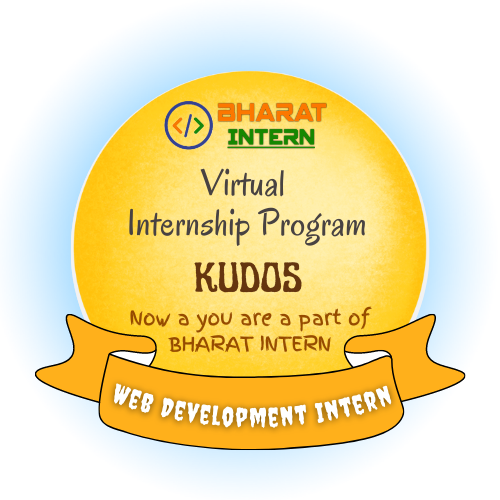 </>
BHARAT
INTERN
Virtual
Internship Program
KUDOS
Now a you are a part of
BHARAT INTERN
WEB DEVELOPMENT INTERN